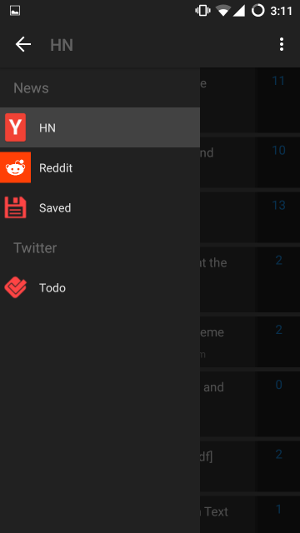 3:11
HN
News
Y HN
Reddit
Saved
Twitter
Todo
e 11
nd 10
13
at the 2
eme 2
m
and 0
df] 2
Text 1